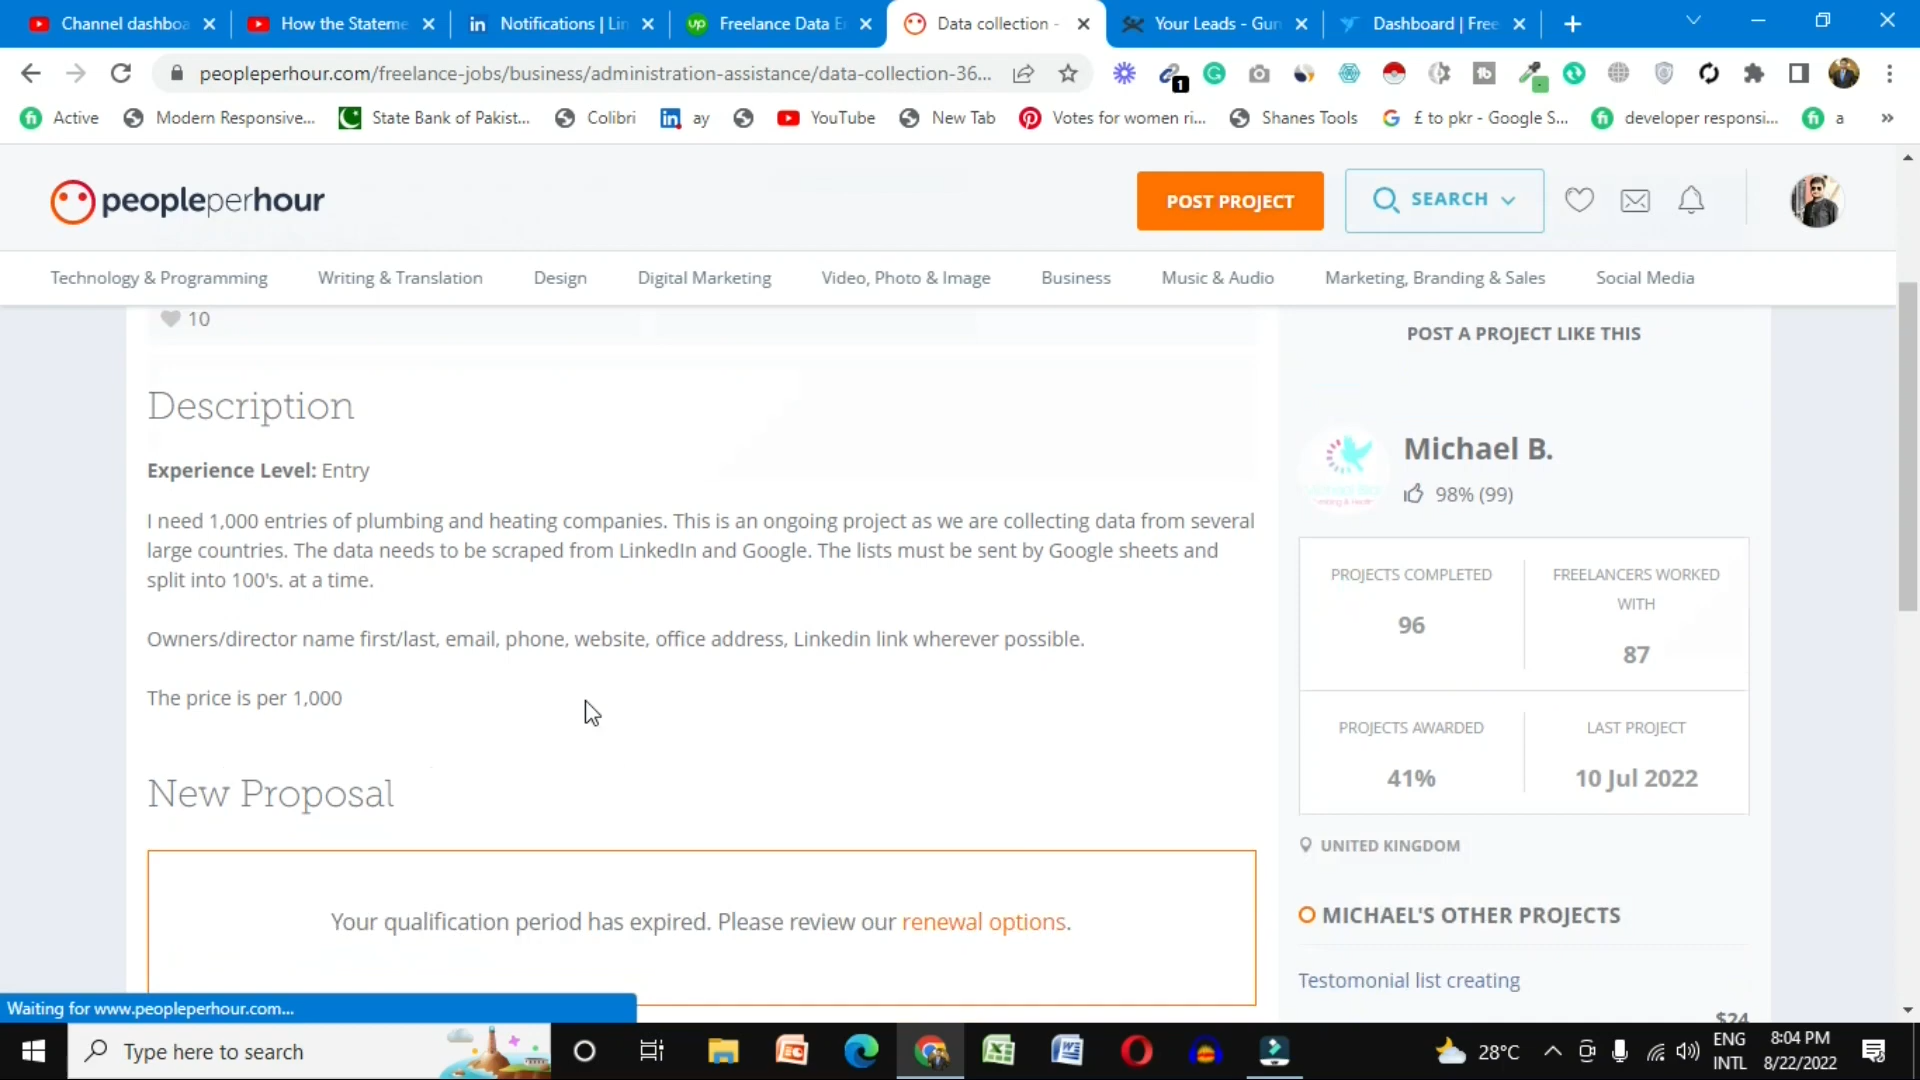 Channel dashboa
How the Stateme
Notifications | Lin
Freelance Data E
Data collection -
Your Leads - Gur
Dashboard | Free
peopleperhour.com/freelance-jobs/business/administration-assistance/data-collection-36...
1
Active
Modern Responsive...
State Bank of Pakist...
Colibri
ay
YouTube
New Tab
Votes for women ri...
Shanes Tools
£ to pkr - Google S...
developer responsi...
a
»
peopleperhour
POST PROJECT
SEARCH
Technology & Programming
Writing & Translation
Design
Digital Marketing
Video, Photo & Image
Business
Music & Audio
Marketing, Branding & Sales
Social Media
10
POST A PROJECT LIKE THIS
Description
Experience Level: Entry
I need 1,000 entries of plumbing and heating companies. This is an ongoing project as we are collecting data from several
large countries. The data needs to be scraped from LinkedIn and Google. The lists must be sent by Google sheets and
split into 100's. at a time.
Owners/director name first/last, email, phone, website, office address, Linkedin link wherever possible.
The price is per 1,000
New Proposal
Your qualification period has expired. Please review our renewal options.
Michael B.
98% (99)
PROJECTS COMPLETED
96
FREELANCERS WORKED
WITH
87
PROJECTS AWARDED
41%
LAST PROJECT
10 Jul 2022
UNITED KINGDOM
MICHAEL'S OTHER PROJECTS
Testomonial list creating
$24
Waiting for www.peopleperhour.com...
Type here to search
28°C
ENG
INTL
8:04 PM
8/22/2022